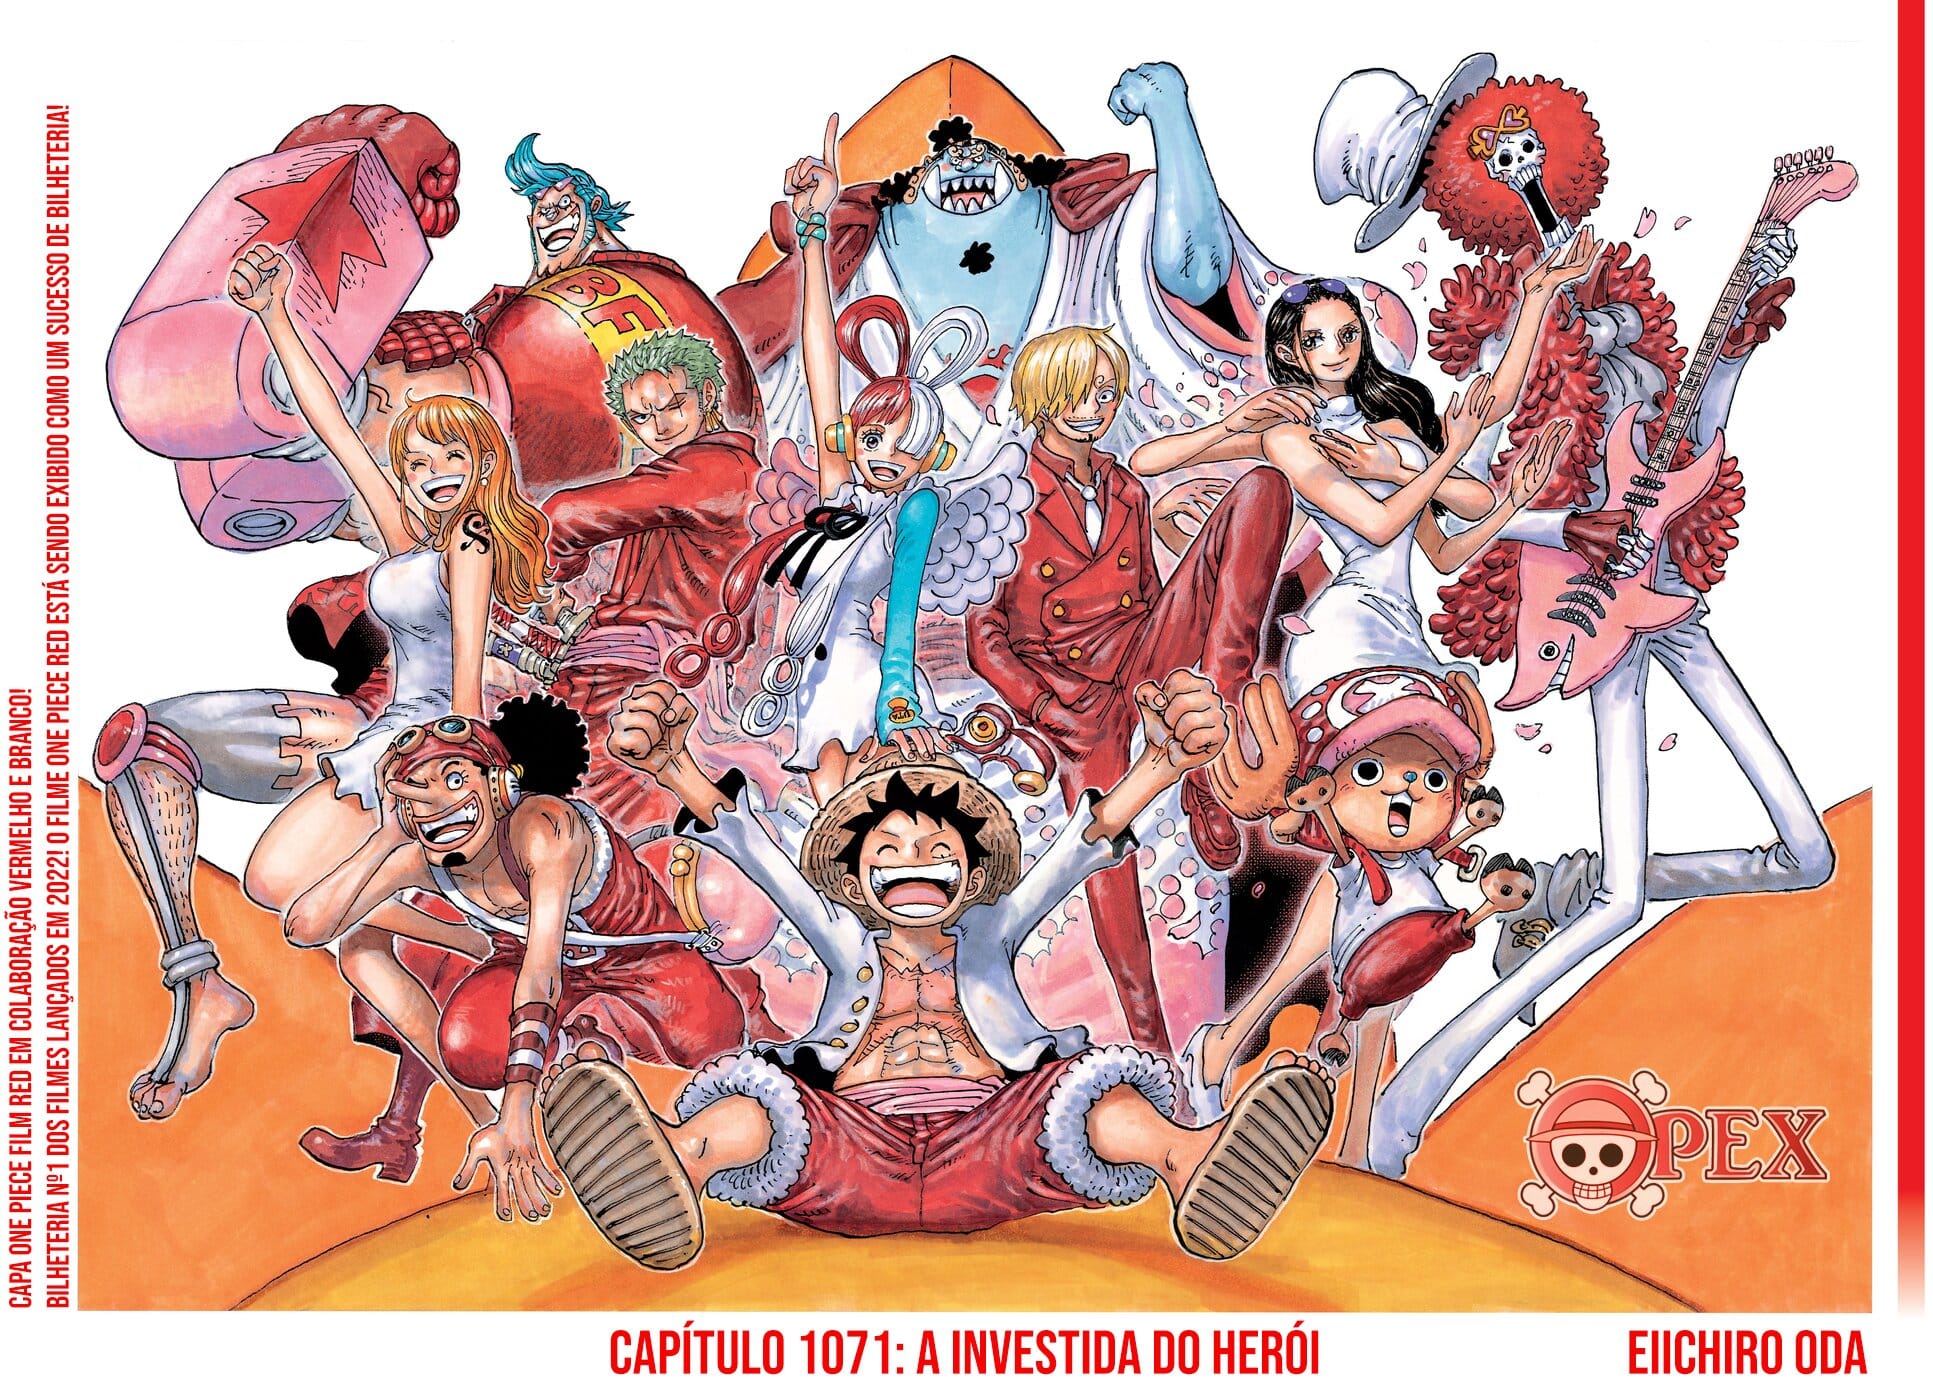 CAPA ONE PIECE FILM RED EM COLABORAÇÃO VERMELHO E BRANCO!
BILHETERIA Nº1 DOS FILMES LANÇADOS EM 2022! O FILME ONE PIECE RED ESTÁ SENDO EXIBIDO COMO UM SUCESSO DE BILHETERIA!
BF
UTA
OPEX
CAPÍTULO 1071: A INVESTIDA DO HERÓI
EIICHIRO ODA